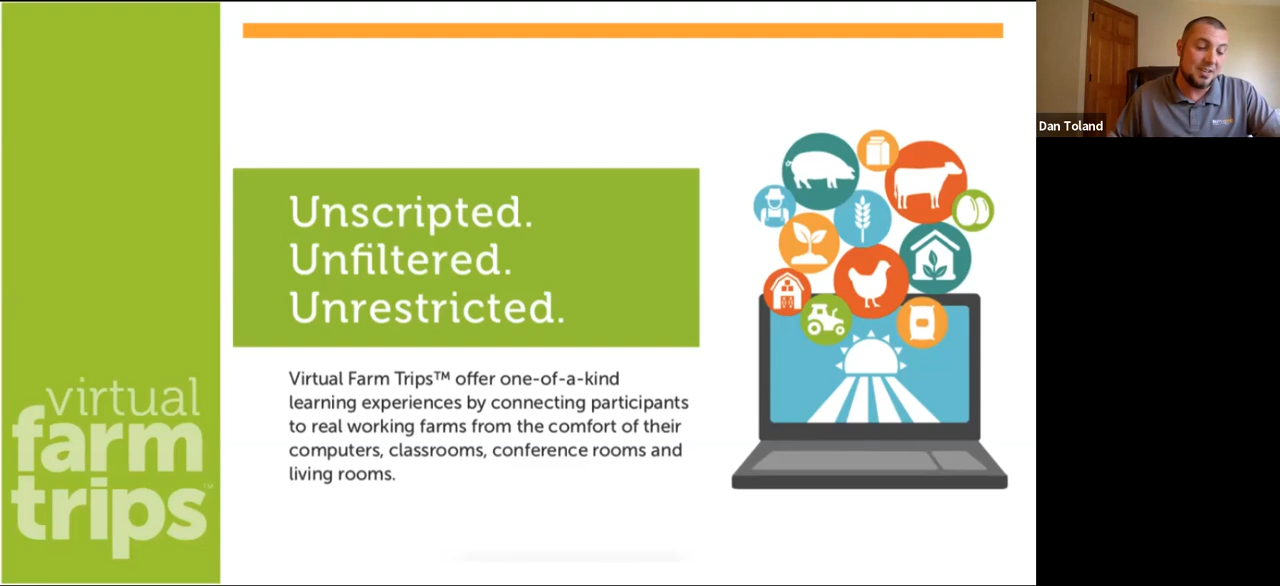 Unscripted.
Unfiltered.
Unrestricted.
Virtual Farm Trips™ offer one-of-a-kind
learning experiences by connecting participants
to real working farms from the comfort of their
computers, classrooms, conference rooms and
living rooms.
virtual
farm
trips™
Dan Toland